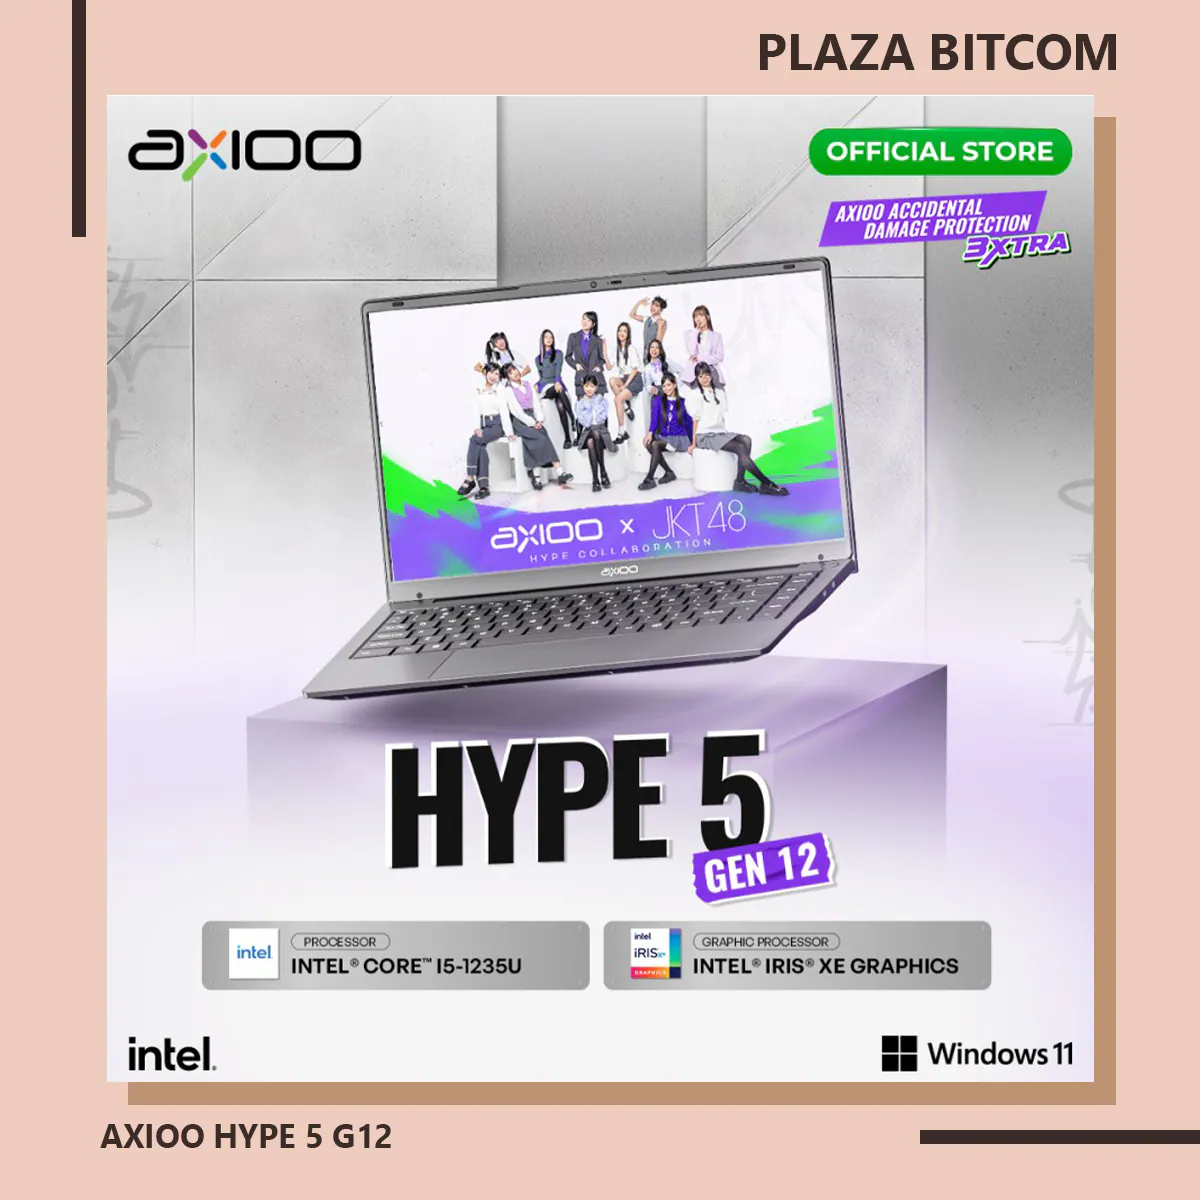 PLAZA BITCOM
axioo
OFFICIAL STORE
AXIOO ACCIDENTAL
DAMAGE PROTECTION
3XTRA
axioo x JKT48
HYPE COLLABORATION
axioo
HYPE 5
GEN 12
intel
PROCESSOR
INTEL® CORE™ I5-1235U
intel
iRISxe
GRAPHICS
GRAPHIC PROCESSOR
INTEL® IRIS® XE GRAPHICS
intel.
Windows 11
AXIOO HYPE 5 G12